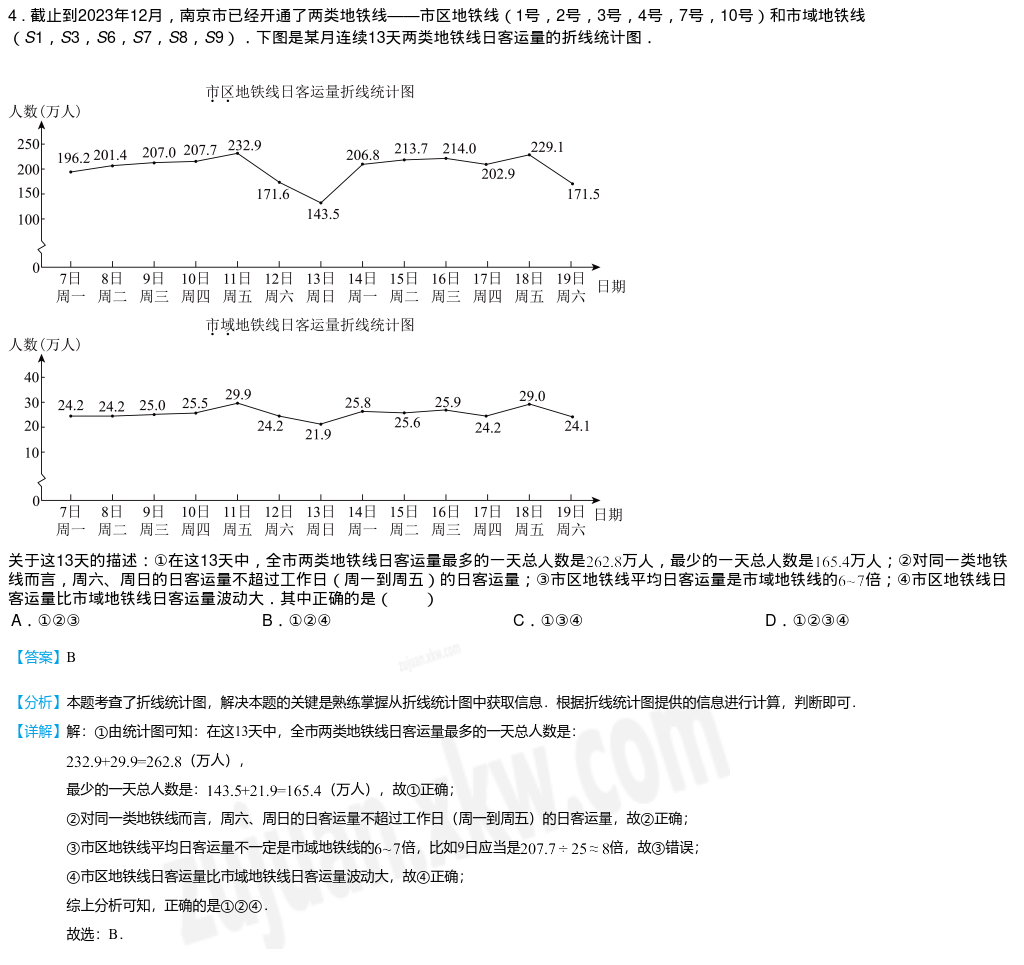 4．截止到2023年12月，南京市已经开通了两类地铁线——市区地铁线（1号，2号，3号，4号，7号，10号）和市域地铁线
（S1，S3，S6，S7，S8，S9）．下图是某月连续13天两类地铁线日客运量的折线统计图．
市区地铁线日客运量折线统计图
人数(万人)
250
200
150
100
0
196.2 201.4 207.0 207.7 232.9 171.6 143.5 206.8 213.7 214.0 202.9 229.1 171.5
7日 8日 9日 10日 11日 12日 13日 14日 15日 16日 17日 18日 19日 日期
周一 周二 周三 周四 周五 周六 周日 周一 周二 周三 周四 周五 周六
市域地铁线日客运量折线统计图
人数(万人)
40
30
20
10
0
24.2 24.2 25.0 25.5 29.9 24.2 21.9 25.8 25.6 25.9 24.2 29.0 24.1
7日 8日 9日 10日 11日 12日 13日 14日 15日 16日 17日 18日 19日 日期
周一 周二 周三 周四 周五 周六 周日 周一 周二 周三 周四 周五 周六
关于这13天的描述：①在这13天中，全市两类地铁线日客运量最多的一天总人数是262.8万人，最少的一天总人数是165.4万人；②对同一类地铁
线而言，周六、周日的日客运量不超过工作日（周一到周五）的日客运量；③市区地铁线平均日客运量是市域地铁线的6~7倍；④市区地铁线日
客运量比市域地铁线日客运量波动大．其中正确的是（　　）
A．①②③ B．①②④ C．①③④ D．①②③④
【答案】B
zujuan.xkw.com
【分析】本题考查了折线统计图，解决本题的关键是熟练掌握从折线统计图中获取信息．根据折线统计图提供的信息进行计算，判断即可．
【详解】解：①由统计图可知：在这13天中，全市两类地铁线日客运量最多的一天总人数是：
232.9+29.9=262.8（万人），
最少的一天总人数是：143.5+21.9=165.4（万人），故①正确；
②对同一类地铁线而言，周六、周日的日客运量不超过工作日（周一到周五）的日客运量，故②正确；
③市区地铁线平均日客运量不一定是市域地铁线的6~7倍，比如9日应当是207.7÷25≈8倍，故③错误；
④市区地铁线日客运量比市域地铁线日客运量波动大，故④正确；
综上分析可知，正确的是①②④．
故选：B．
zujuan.xkw.com